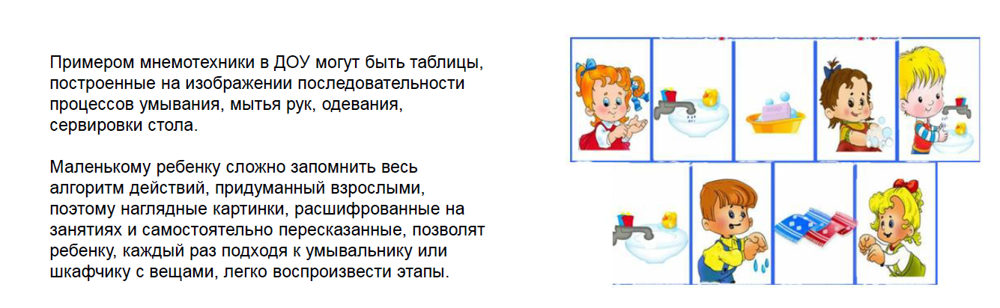 Примером мнемотехники в ДОУ могут быть таблицы,
построенные на изображении последовательности
процессов умывания, мытья рук, одевания,
сервировки стола.
Маленькому ребенку сложно запомнить весь
алгоритм действий, придуманный взрослыми,
поэтому наглядные картинки, расшифрованные на
занятиях и самостоятельно пересказанные, позволят
ребенку, каждый раз подходя к умывальнику или
шкафчику с вещами, легко воспроизвести этапы.